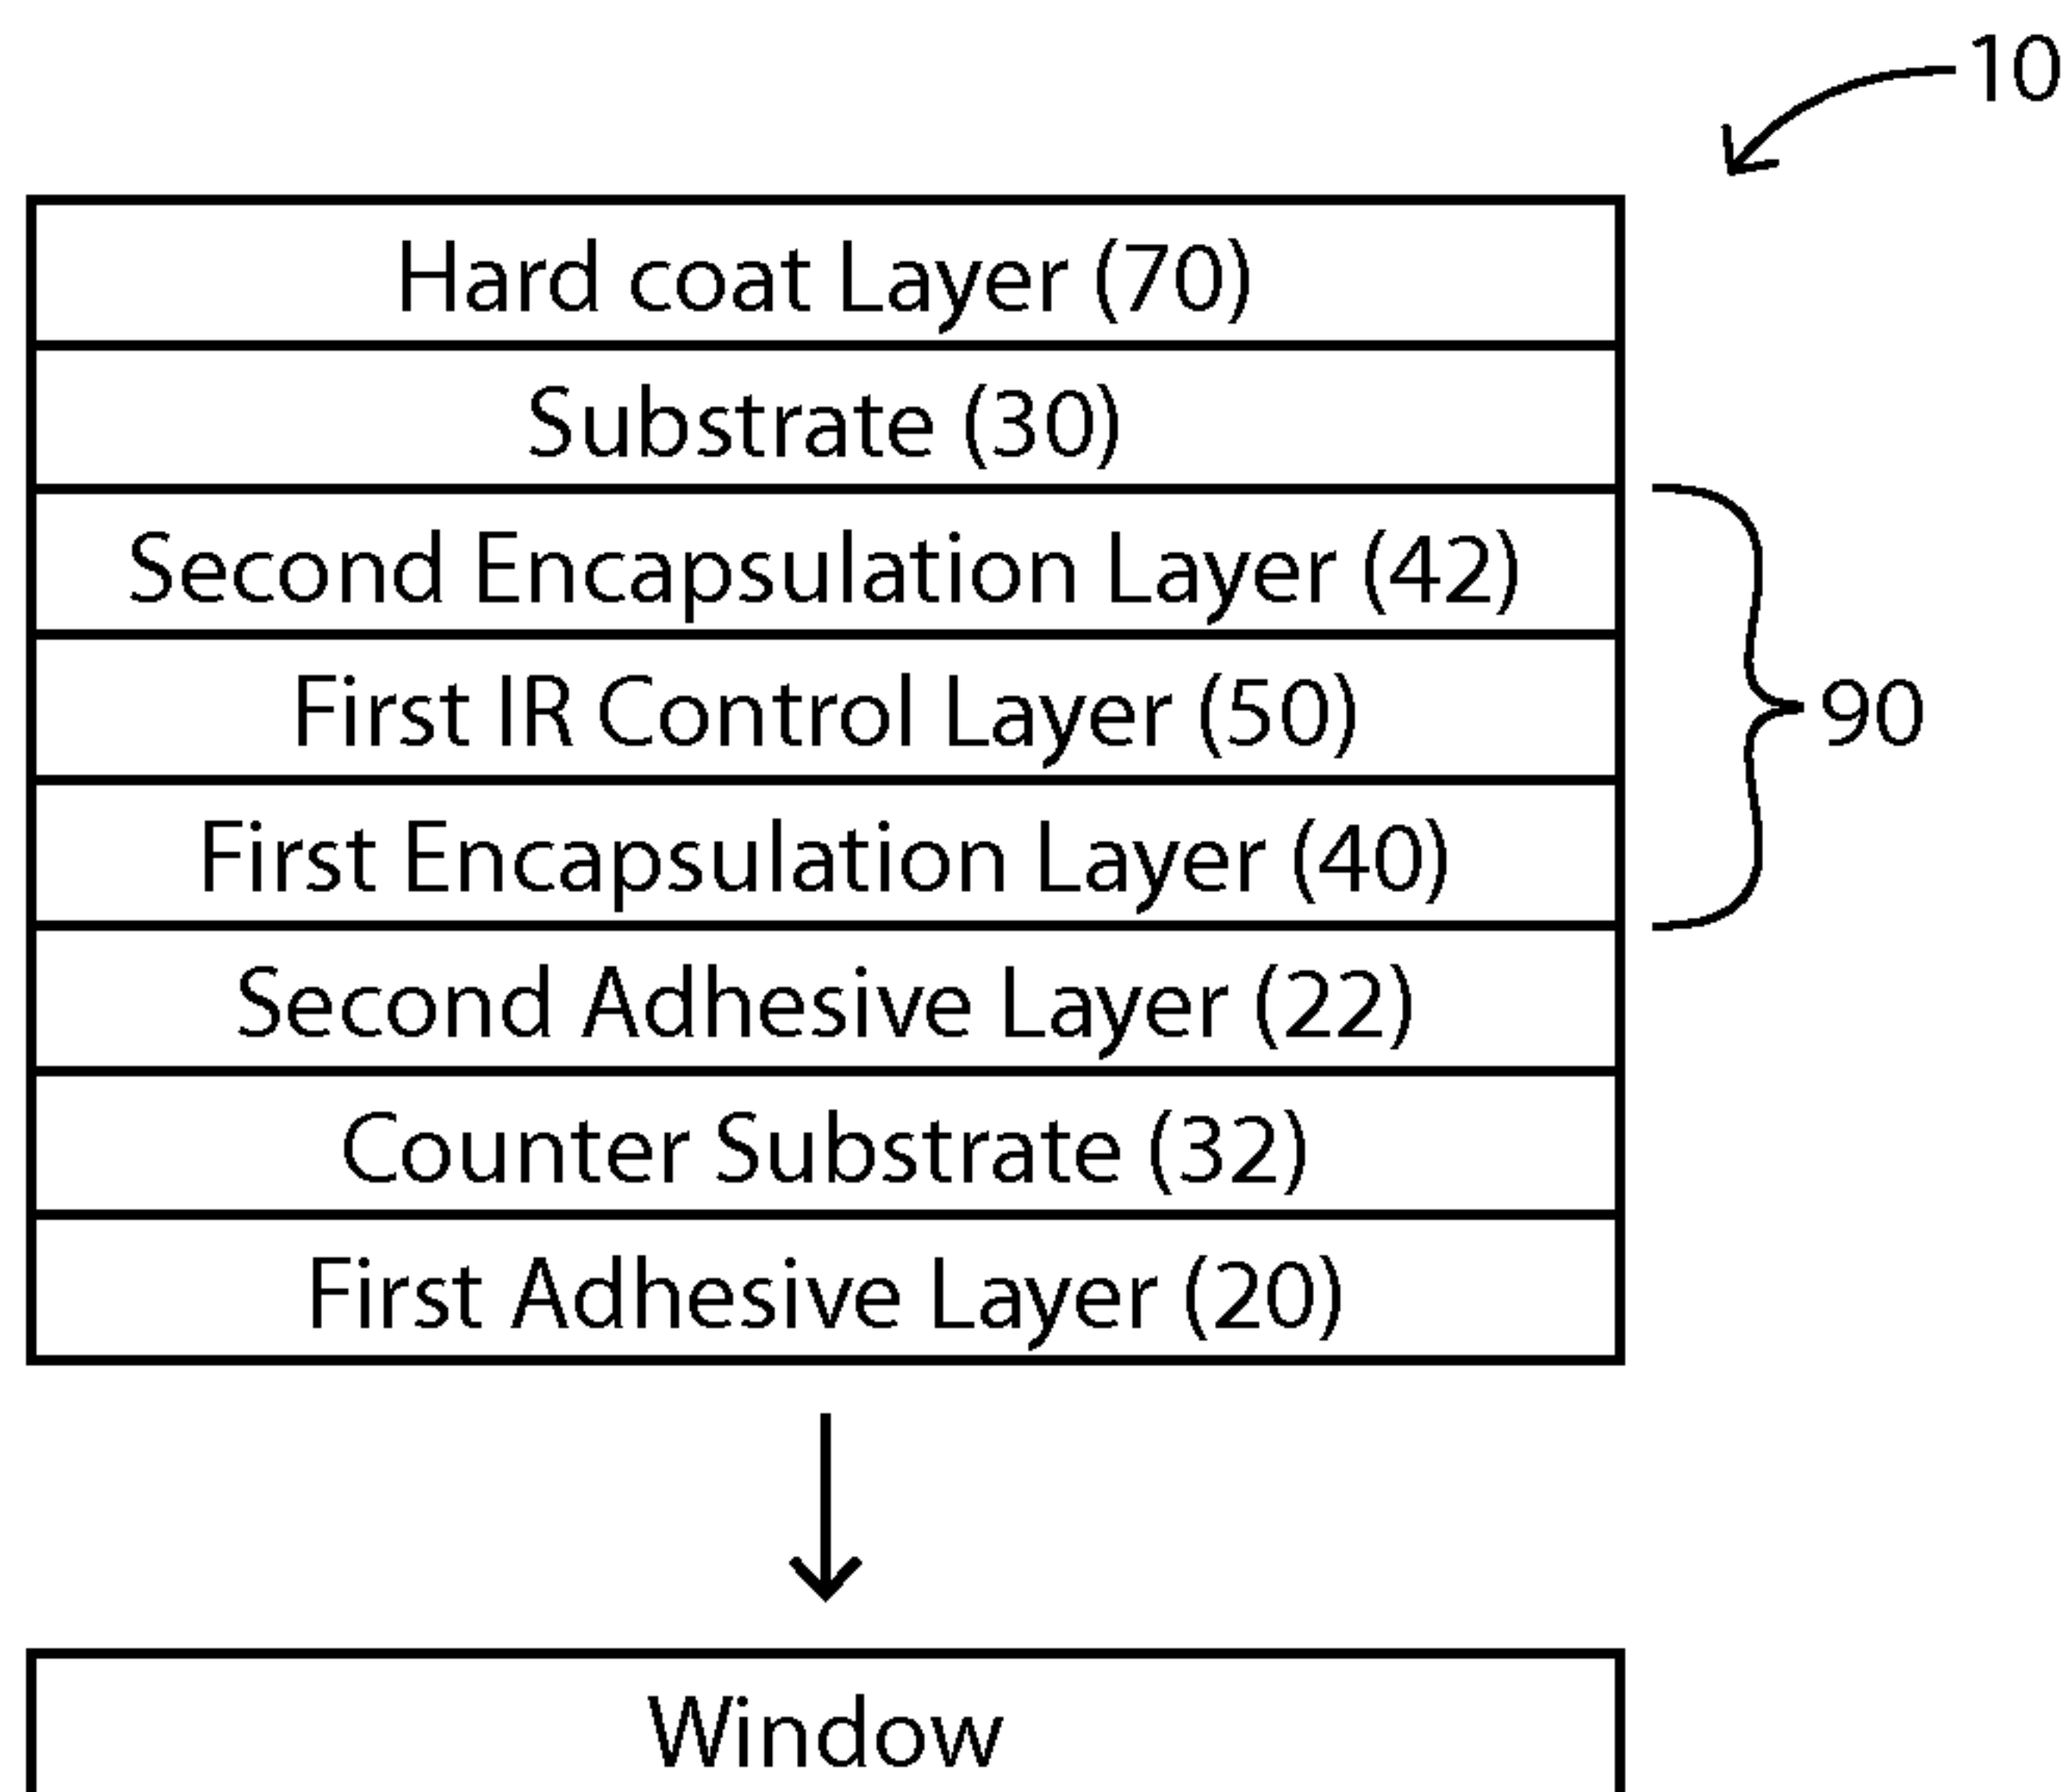 10
Hard coat Layer (70)
Substrate (30)
Second Encapsulation Layer (42)
First IR Control Layer (50)
90
First Encapsulation Layer (40)
Second Adhesive Layer (22)
Counter Substrate (32)
First Adhesive Layer (20)
Window